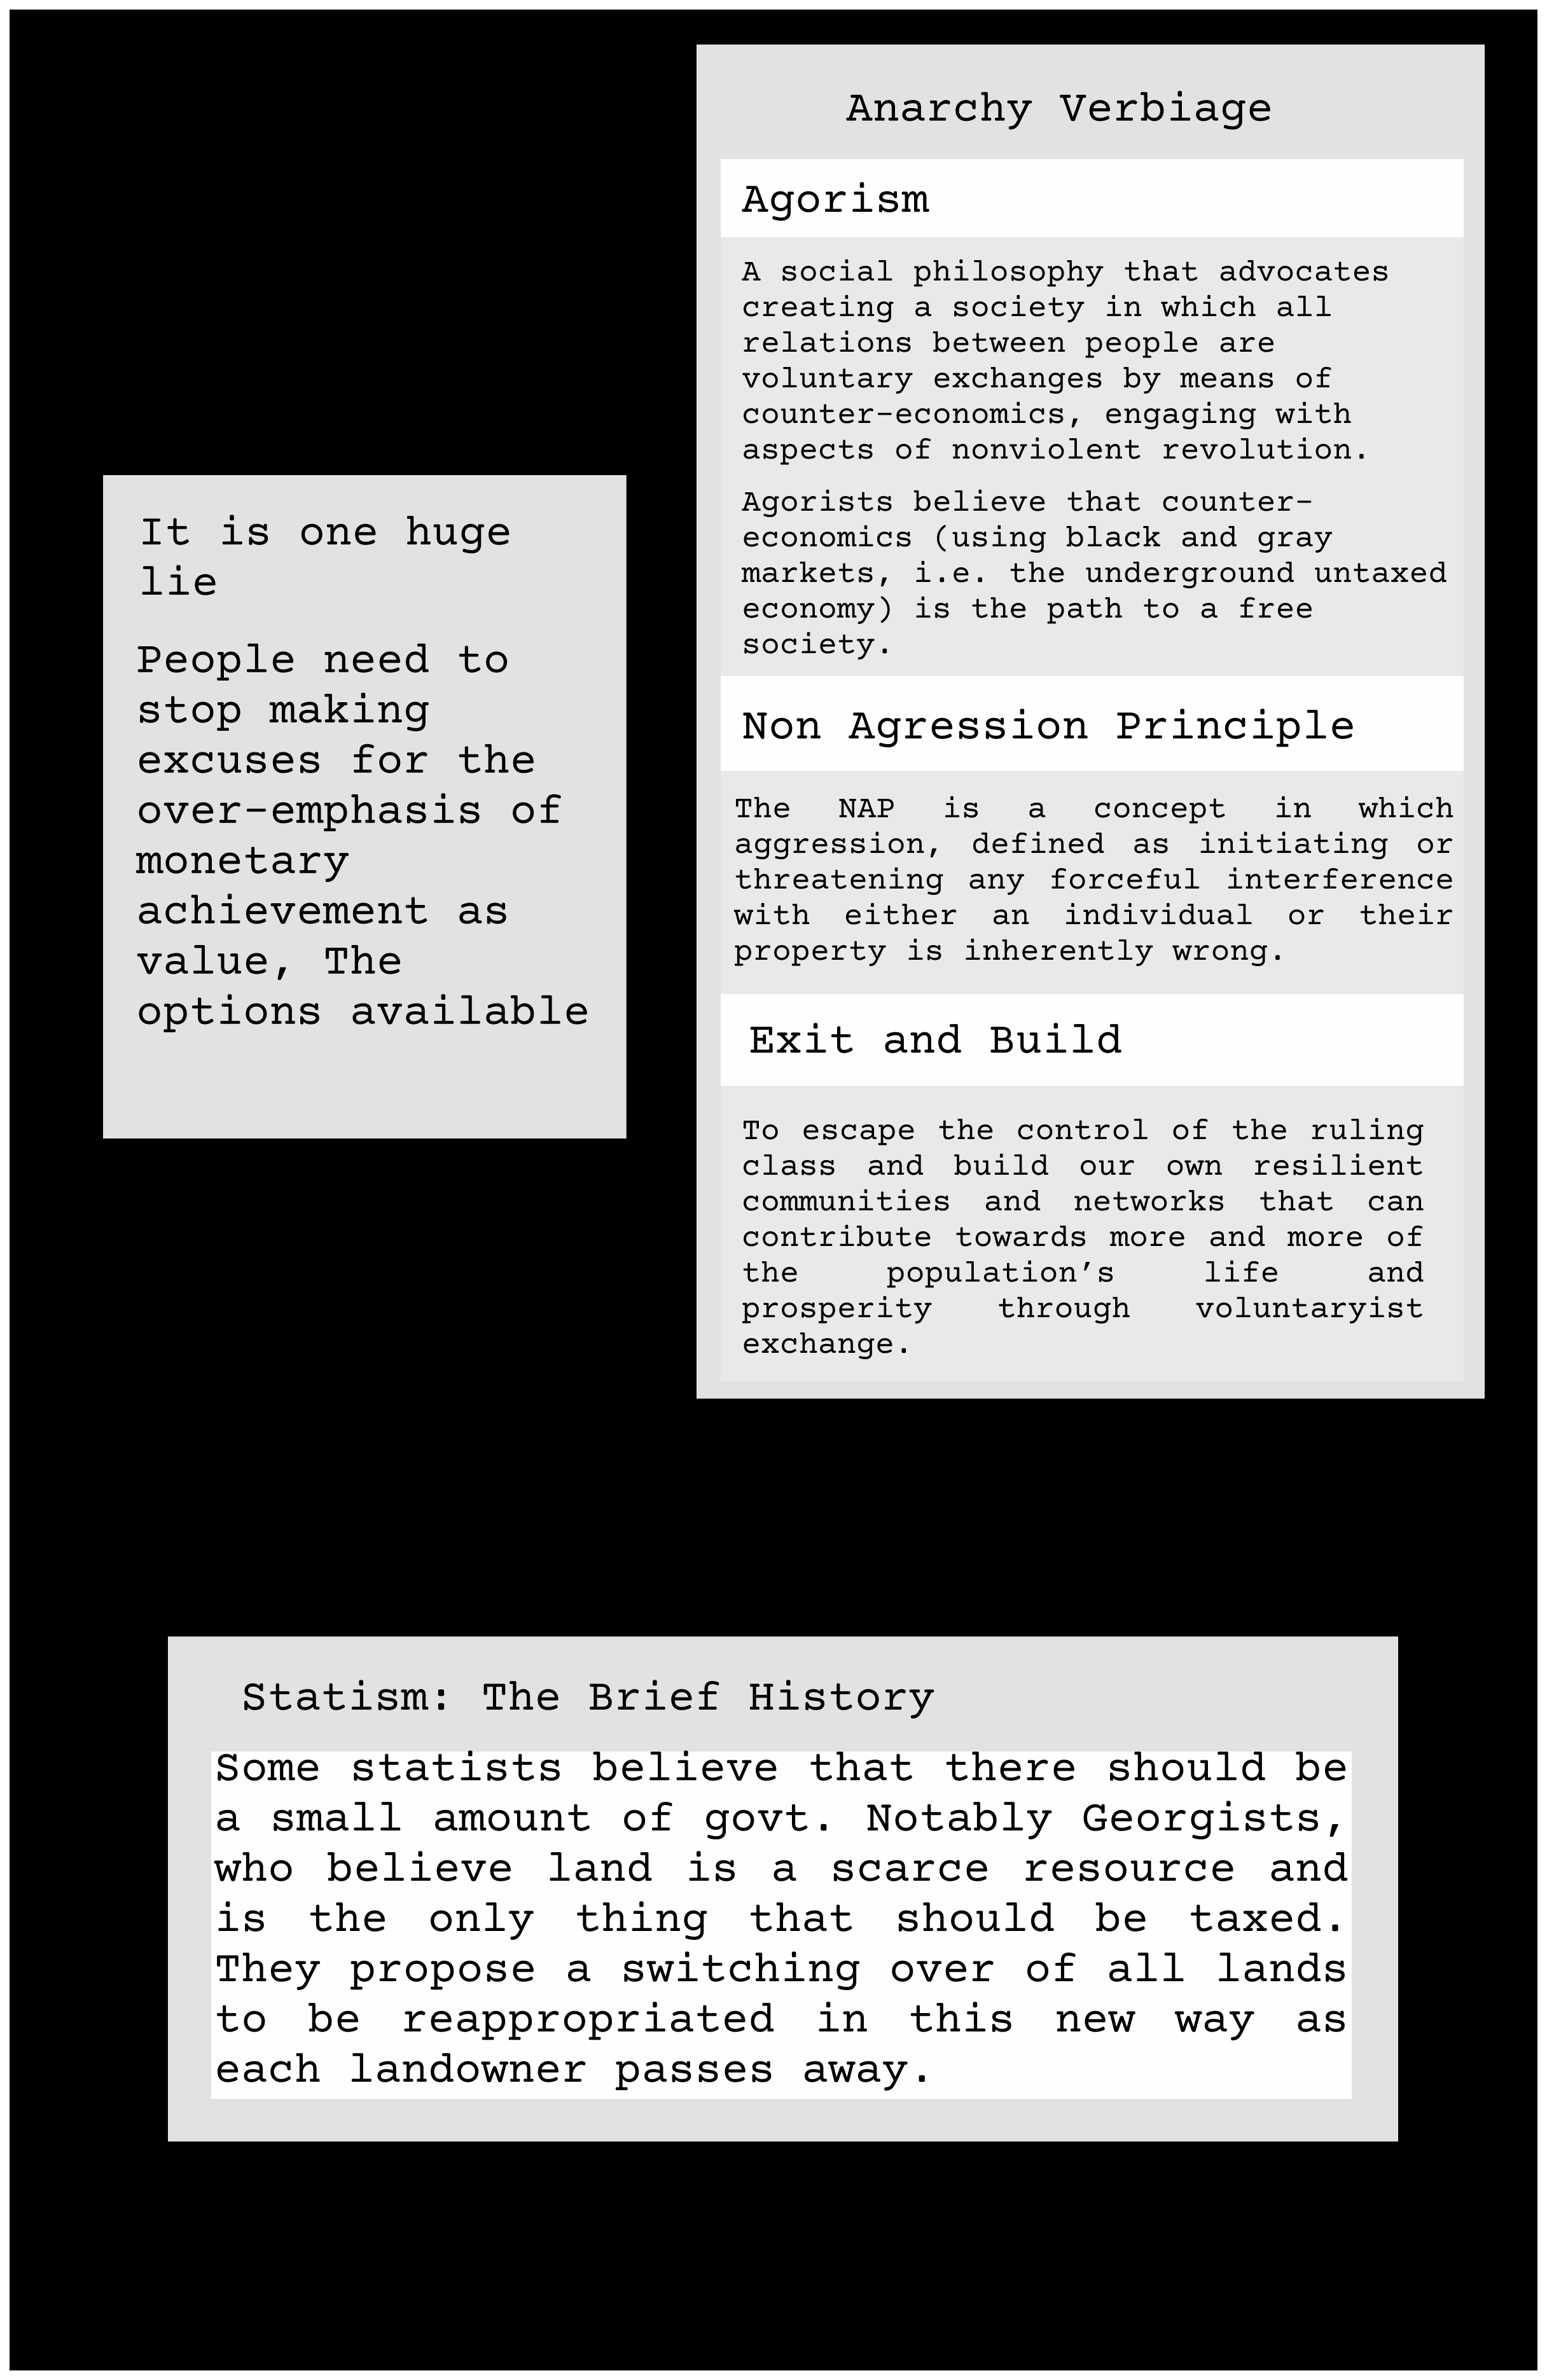 It is one huge
lie
People need to
stop making
excuses for the
over-emphasis of
monetary
achievement as
value, The
options available
Anarchy Verbiage
Agorism
A social philosophy that advocates
creating a society in which all
relations between people are
voluntary exchanges by means of
counter-economics, engaging with
aspects of nonviolent revolution.
Agorists believe that counter-
economics (using black and gray
markets, i.e. the underground untaxed
economy) is the path to a free
society.
Non Agression Principle
The NAP is a concept in which
aggression, defined as initiating or
threatening any forceful interference
with either an individual or their
property is inherently wrong.
Exit and Build
To escape the control of the ruling
class and build our own resilient
communities and networks that can
contribute towards more and more of
the population’s life and
prosperity through voluntaryist
exchange.
Statism: The Brief History
Some statists believe that there should be
a small amount of govt. Notably Georgists,
who believe land is a scarce resource and
is the only thing that should be taxed.
They propose a switching over of all lands
to be reappropriated in this new way as
each landowner passes away.